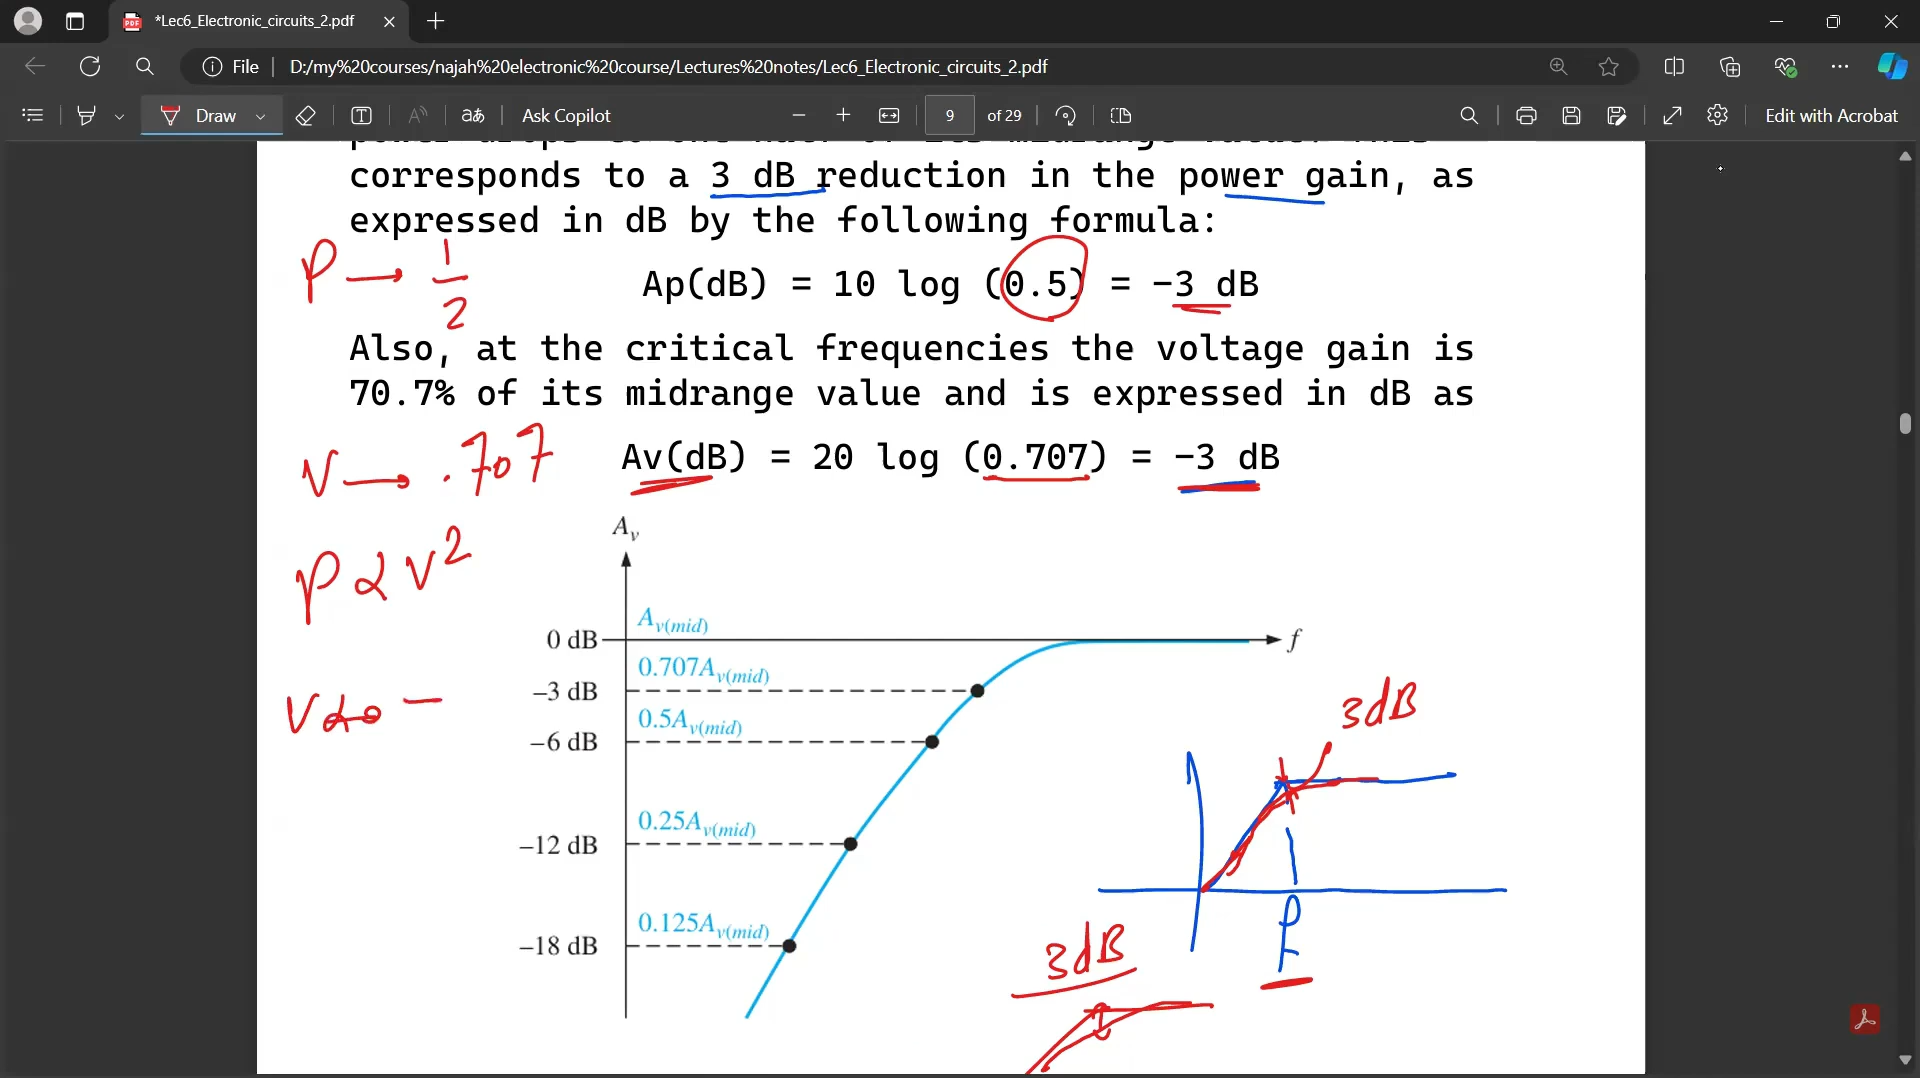 *Lec6_Electronic_circuits_2.pdf
File
D:/my%20courses/najah%20electronic%20course/Lectures%20notes/Lec6_Electronic_circuits_2.pdf
Draw
T
aあ
Ask Copilot
9 of 29
Edit with Acrobat
corresponds to a 3 dB reduction in the power gain, as
expressed in dB by the following formula:
P → 1/2
Ap(dB) = 10 log (0.5) = -3 dB
Also, at the critical frequencies the voltage gain is
70.7% of its midrange value and is expressed in dB as
V → .707
Av(dB) = 20 log (0.707) = -3 dB
P α V²
Av
Av(mid)
0 dB
f
0.707Av(mid)
–3 dB
0.5Av(mid)
–6 dB
0.25Av(mid)
–12 dB
0.125Av(mid)
–18 dB
3dB
3dB